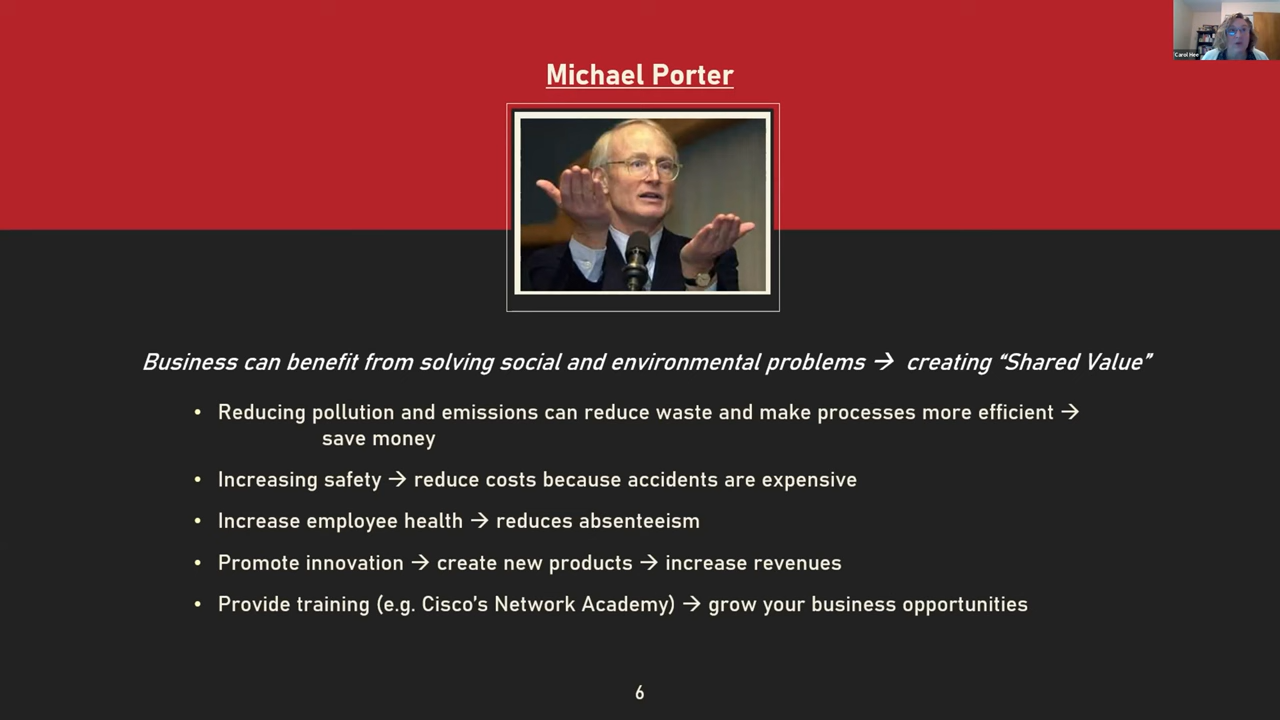 Carol Hee
Michael Porter
Business can benefit from solving social and environmental problems → creating “Shared Value”
• Reducing pollution and emissions can reduce waste and make processes more efficient →
save money
• Increasing safety → reduce costs because accidents are expensive
• Increase employee health → reduces absenteeism
• Promote innovation → create new products → increase revenues
• Provide training (e.g. Cisco’s Network Academy) → grow your business opportunities
6